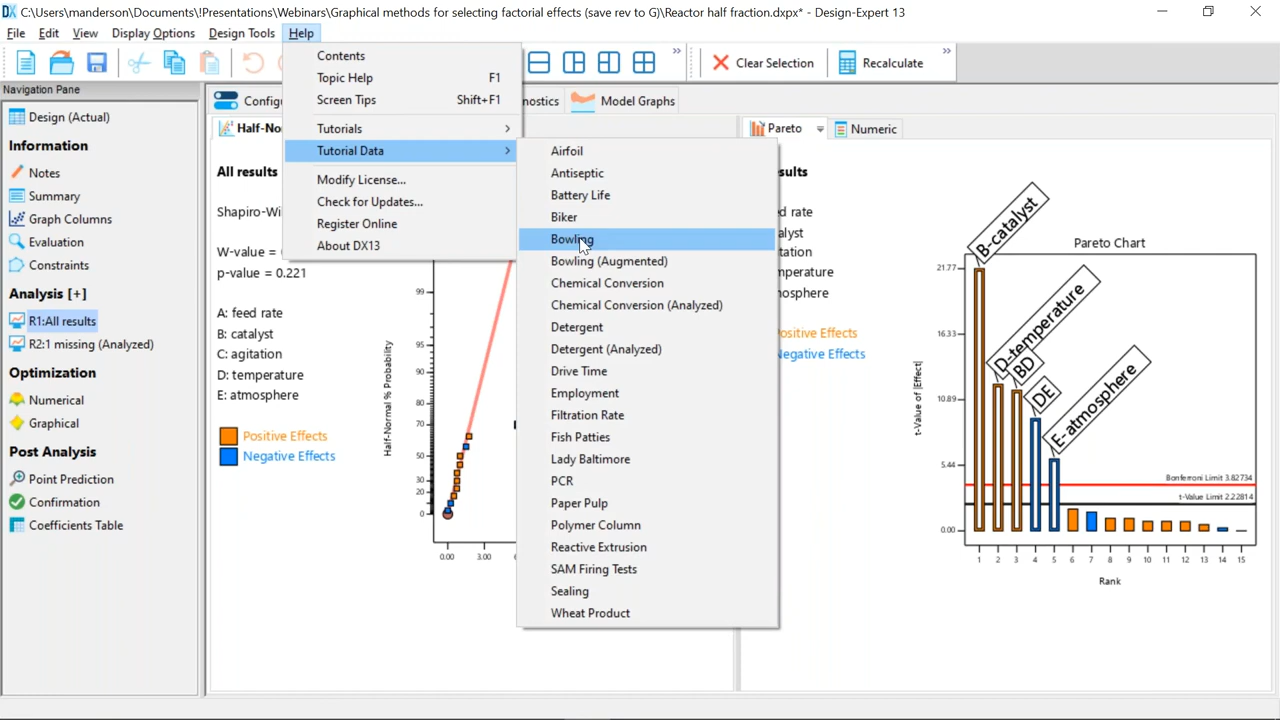 DX C:\Users\manderson\Documents\!Presentations\Webinars\Graphical methods for selecting factorial effects (save rev to G)\Reactor half fraction.dxpx* - Design-Expert 13
File Edit View Display Options Design Tools Help
Clear Selection Recalculate
Navigation Pane
Design (Actual)
Information
Notes
Summary
Graph Columns
Evaluation
Constraints
Analysis [+]
R1:All results
R2:1 missing (Analyzed)
Optimization
Numerical
Graphical
Post Analysis
Point Prediction
Confirmation
Coefficients Table
Contents
Topic Help F1
Screen Tips Shift+F1
Tutorials
Tutorial Data
Modify License...
Check for Updates...
Register Online
About DX13
Airfoil
Antiseptic
Battery Life
Biker
Bowling
Bowling (Augmented)
Chemical Conversion
Chemical Conversion (Analyzed)
Detergent
Detergent (Analyzed)
Drive Time
Employment
Filtration Rate
Fish Patties
Lady Baltimore
PCR
Paper Pulp
Polymer Column
Reactive Extrusion
SAM Firing Tests
Sealing
Wheat Product
Configu nostics Model Graphs
Half-No
All results
Shapiro-Wi
W-value =
p-value = 0.221
A: feed rate
B: catalyst
C: agitation
D: temperature
E: atmosphere
Positive Effects
Negative Effects
Half-Normal % Probability
99
95
90
80
70
50
30
20
0
0.00 3.00
Pareto Numeric
sults
d rate
alyst
tation
mperature
nosphere
ositive Effects
egative Effects
Pareto Chart
t-Value of |Effect|
21.77
16.33
10.89
5.44
0.00
B-catalyst
D-temperature
BD
DE
E-atmosphere
Bonferroni Limit 3.82734
t-Value Limit 2.22814
1 2 3 4 5 6 7 8 9 10 11 12 13 14 15
Rank